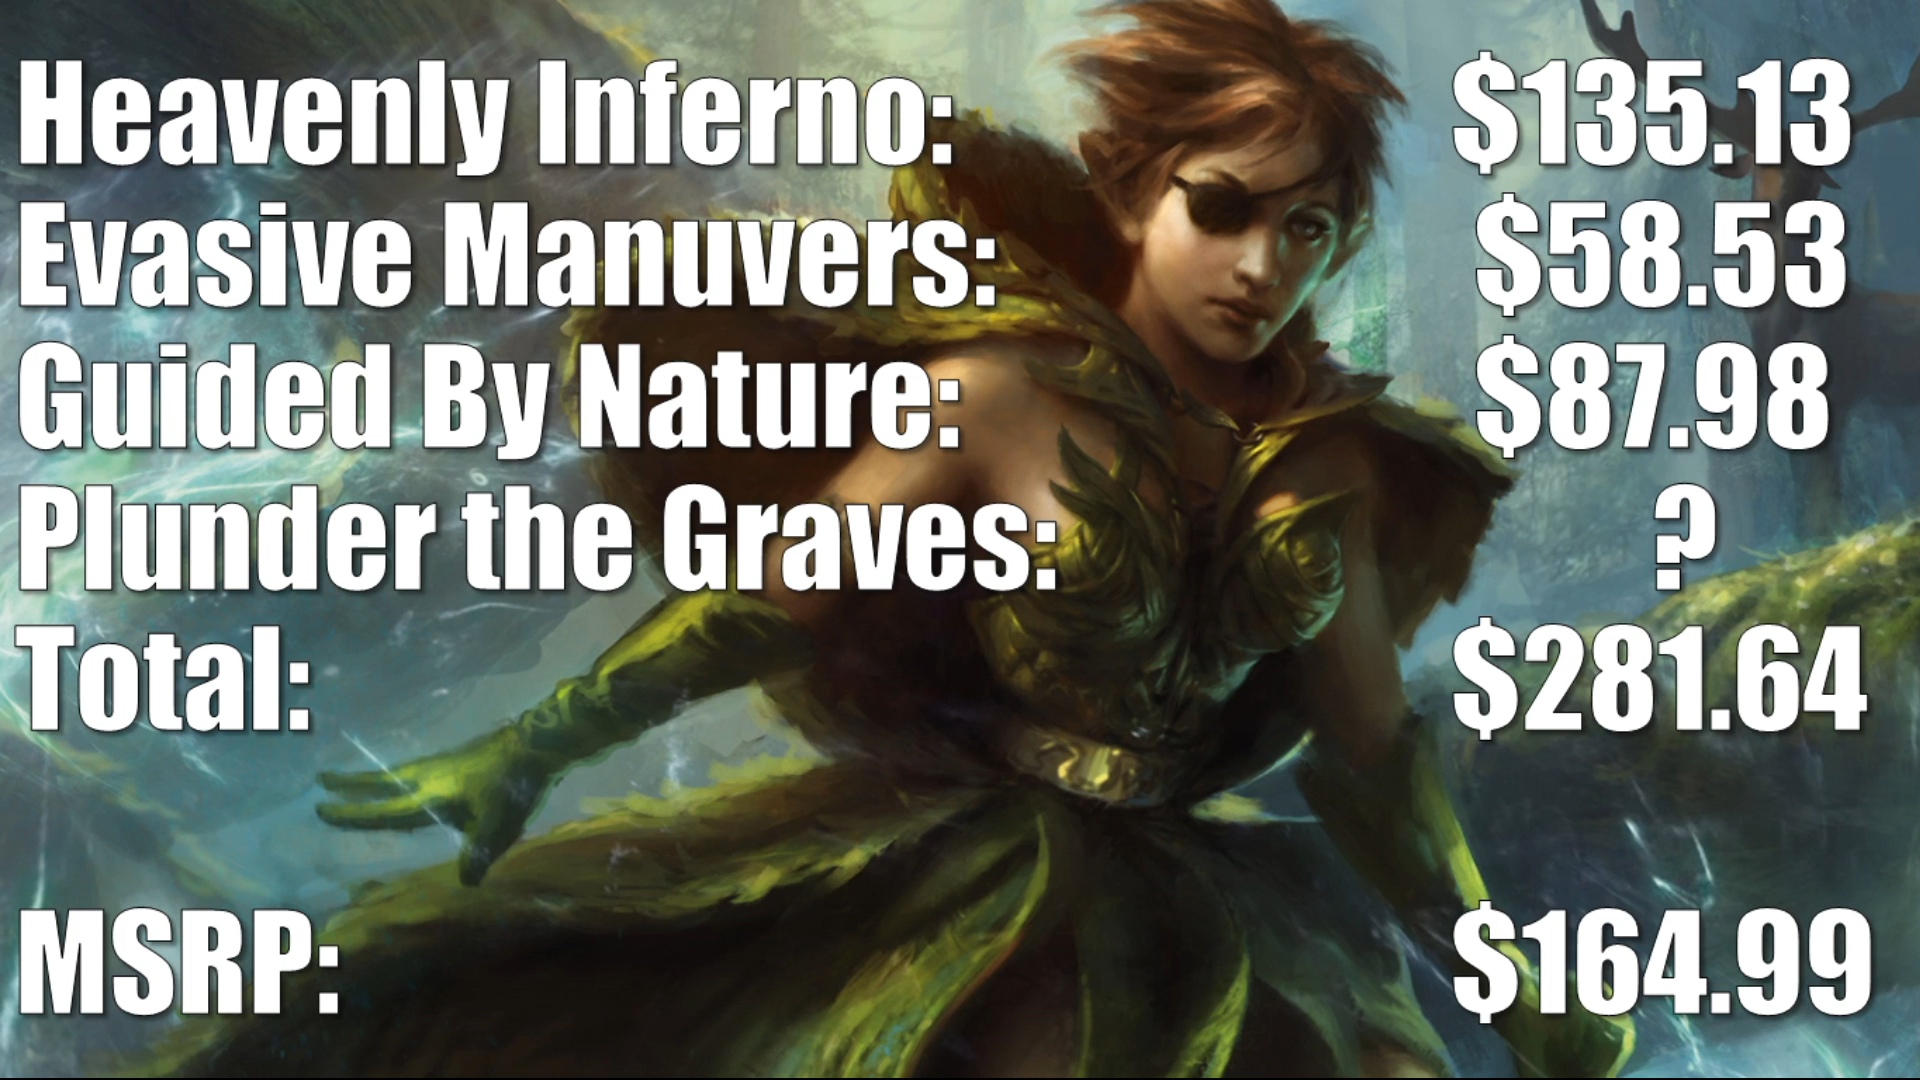 Heavenly Inferno: $135.13
Evasive Manuvers: $58.53
Guided By Nature: $87.98
Plunder the Graves: ?
Total: $281.64
MSRP: $164.99